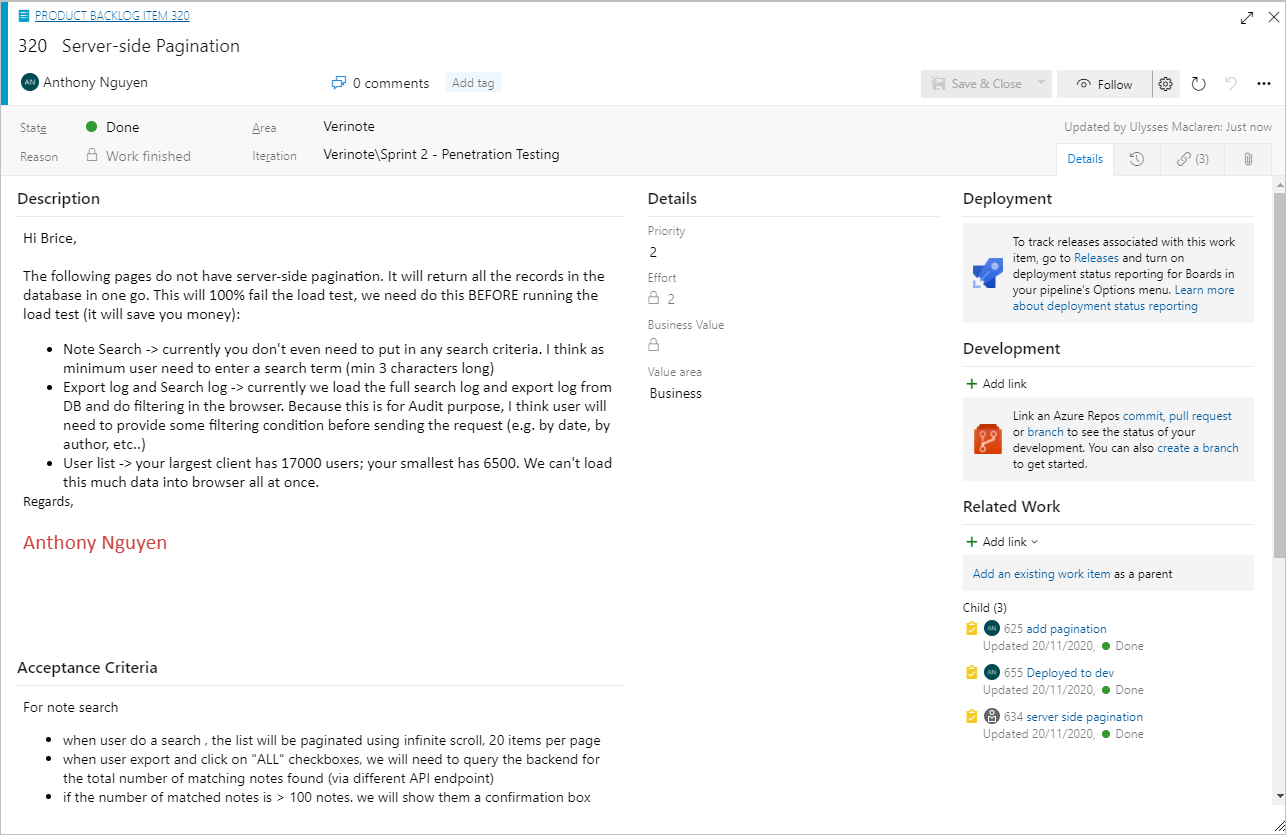 PRODUCT BACKLOG ITEM 320
320 Server-side Pagination
AN Anthony Nguyen
0 comments
Add tag
Save & Close
Follow
State
Done
Area
Verinote
Updated by Ulysses Maclaren: Just now
Reason
Work finished
Iteration
Verinote\Sprint 2 - Penetration Testing
Details
(3)
Description
Hi Brice,
The following pages do not have server-side pagination. It will return all the records in the
database in one go. This will 100% fail the load test, we need do this BEFORE running the
load test (it will save you money):
• Note Search -> currently you don't even need to put in any search criteria. I think as
minimum user need to enter a search term (min 3 characters long)
• Export log and Search log -> currently we load the full search log and export log from
DB and do filtering in the browser. Because this is for Audit purpose, I think user will
need to provide some filtering condition before sending the request (e.g. by date, by
author, etc..)
• User list -> your largest client has 17000 users; your smallest has 6500. We can't load
this much data into browser all at once.
Regards,
Anthony Nguyen
Acceptance Criteria
For note search
• when user do a search , the list will be paginated using infinite scroll, 20 items per page
• when user export and click on "ALL" checkboxes, we will need to query the backend for
the total number of matching notes found (via different API endpoint)
• if the number of matched notes is > 100 notes. we will show them a confirmation box
Details
Priority
2
Effort
2
Business Value
Value area
Business
Deployment
To track releases associated with this work
item, go to Releases and turn on
deployment status reporting for Boards in
your pipeline's Options menu. Learn more
about deployment status reporting
Development
+ Add link
Link an Azure Repos commit, pull request
or branch to see the status of your
development. You can also create a branch
to get started.
Related Work
+ Add link
Add an existing work item as a parent
Child (3)
AN 625 add pagination
Updated 20/11/2020, Done
AN 655 Deployed to dev
Updated 20/11/2020, Done
634 server side pagination
Updated 20/11/2020, Done